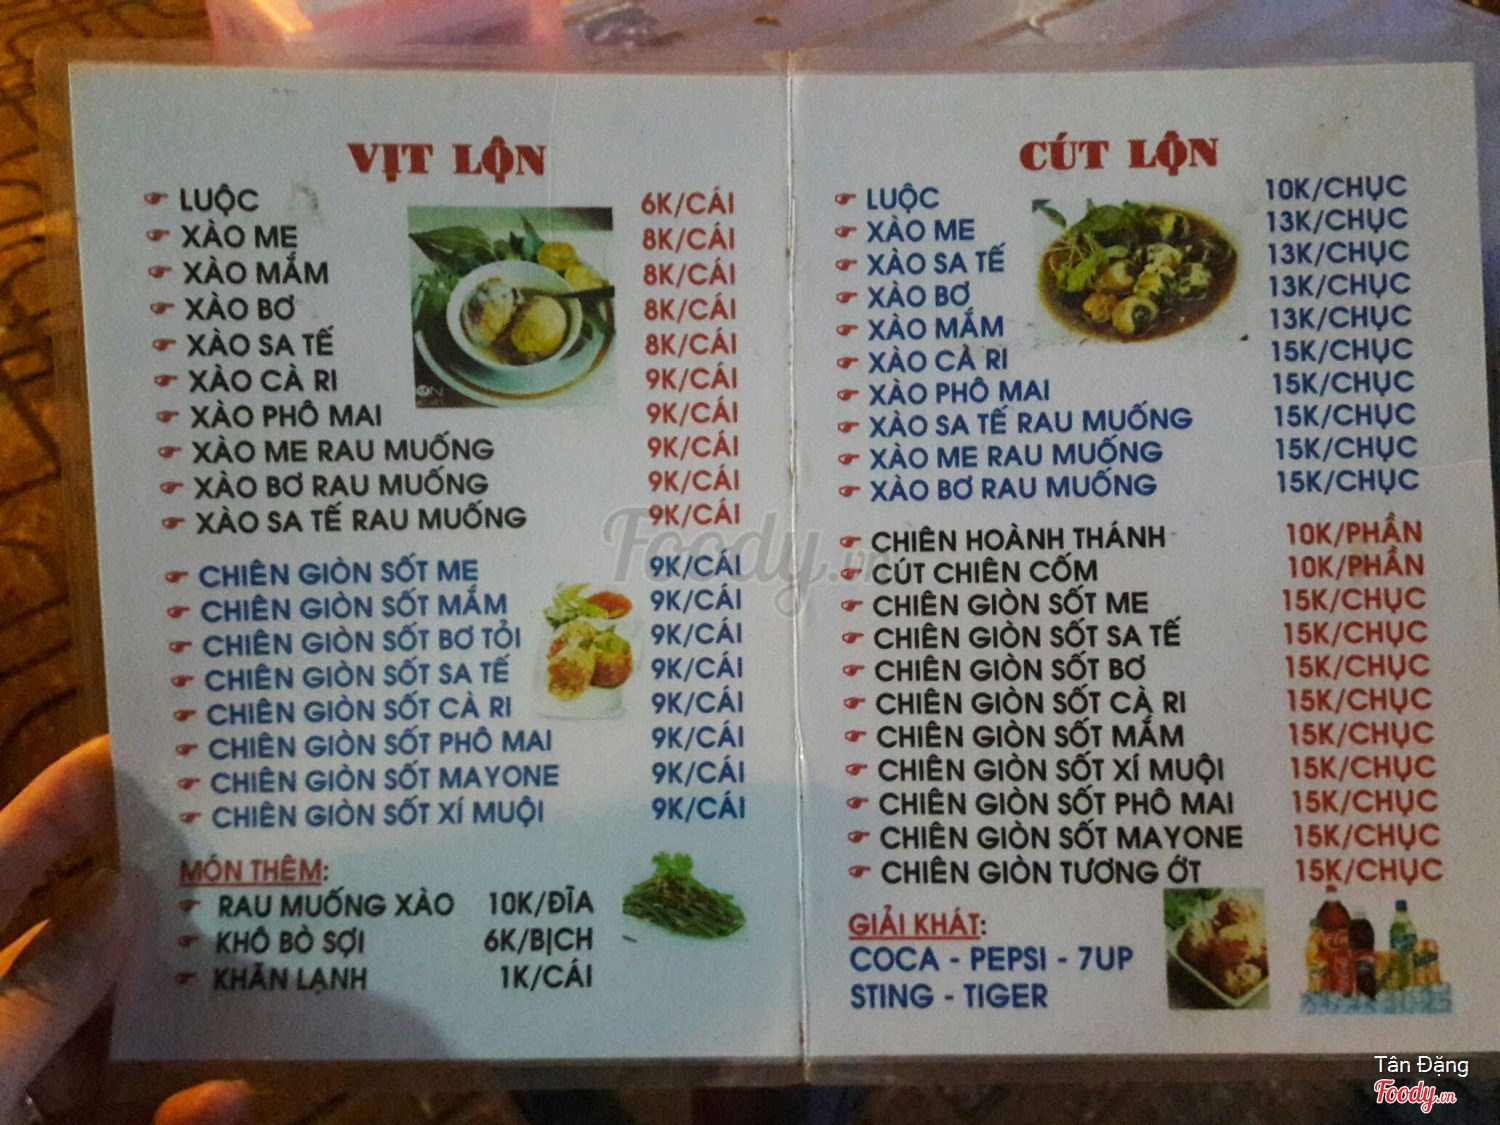 VỊT LỘN
LUỘC 6K/CÁI
XÀO ME 8K/CÁI
XÀO MẮM 8K/CÁI
XÀO BƠ 8K/CÁI
XÀO SA TẾ 8K/CÁI
XÀO CÀ RI 9K/CÁI
XÀO PHÔ MAI 9K/CÁI
XÀO ME RAU MUỐNG 9K/CÁI
XÀO BƠ RAU MUỐNG 9K/CÁI
XÀO SA TẾ RAU MUỐNG 9K/CÁI
CHIÊN GIÒN SỐT ME 9K/CÁI
CHIÊN GIÒN SỐT MẮM 9K/CÁI
CHIÊN GIÒN SỐT BƠ TỎI 9K/CÁI
CHIÊN GIÒN SỐT SA TẾ 9K/CÁI
CHIÊN GIÒN SỐT CÀ RI 9K/CÁI
CHIÊN GIÒN SỐT PHÔ MAI 9K/CÁI
CHIÊN GIÒN SỐT MAYONE 9K/CÁI
CHIÊN GIÒN SỐT XÍ MUỘI 9K/CÁI
MÓN THÊM:
RAU MUỐNG XÀO 10K/ĐĨA
KHÔ BÒ SỢI 6K/BỊCH
KHĂN LẠNH 1K/CÁI
CÚT LỘN
LUỘC 10K/CHỤC
XÀO ME 13K/CHỤC
XÀO SA TẾ 13K/CHỤC
XÀO BƠ 13K/CHỤC
XÀO MẮM 13K/CHỤC
XÀO CÀ RI 15K/CHỤC
XÀO PHÔ MAI 15K/CHỤC
XÀO SA TẾ RAU MUỐNG 15K/CHỤC
XÀO ME RAU MUỐNG 15K/CHỤC
XÀO BƠ RAU MUỐNG 15K/CHỤC
CHIÊN HOÀNH THÁNH 10K/PHẦN
CÚT CHIÊN CỐM 10K/PHẦN
CHIÊN GIÒN SỐT ME 15K/CHỤC
CHIÊN GIÒN SỐT SA TẾ 15K/CHỤC
CHIÊN GIÒN SỐT BƠ 15K/CHỤC
CHIÊN GIÒN SỐT CÀ RI 15K/CHỤC
CHIÊN GIÒN SỐT MẮM 15K/CHỤC
CHIÊN GIÒN SỐT XÍ MUỘI 15K/CHỤC
CHIÊN GIÒN SỐT PHÔ MAI 15K/CHỤC
CHIÊN GIÒN SỐT MAYONE 15K/CHỤC
CHIÊN GIÒN TƯƠNG ỚT 15K/CHỤC
GIẢI KHÁT:
COCA - PEPSI - 7UP
STING - TIGER
Foody.vn
Tân Đặng
Foody.vn